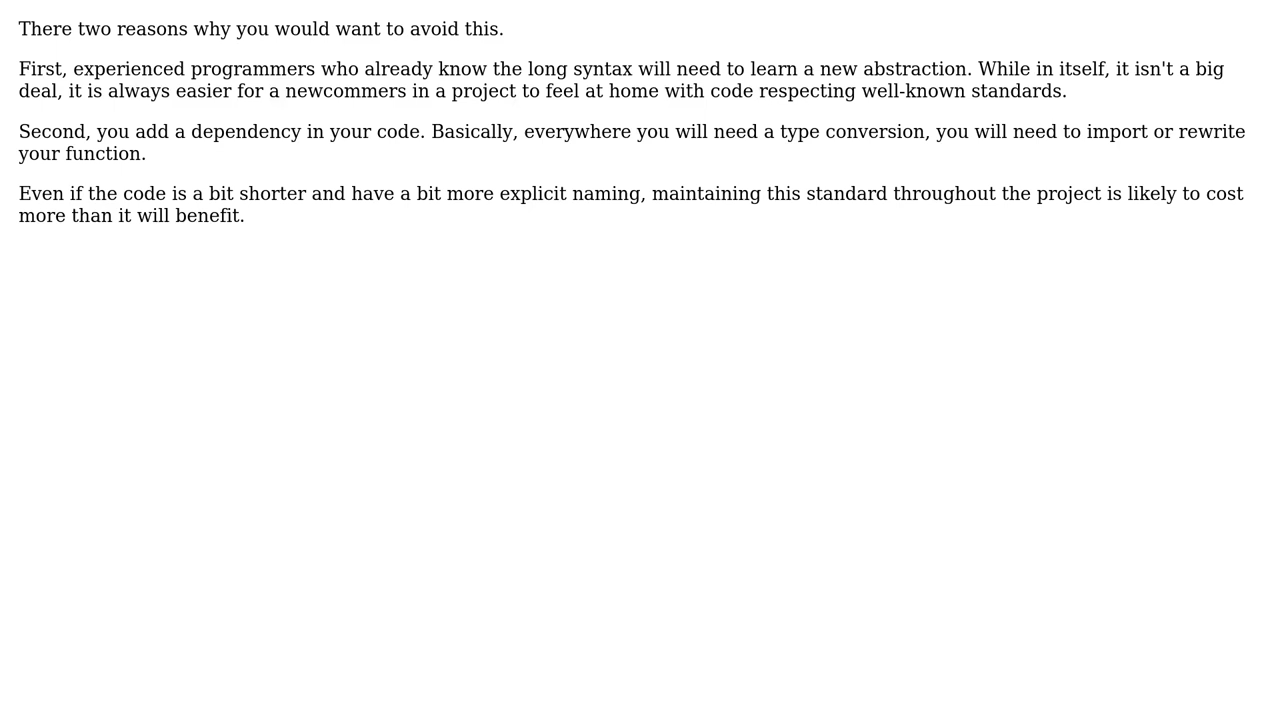 There two reasons why you would want to avoid this.
First, experienced programmers who already know the long syntax will need to learn a new abstraction. While in itself, it isn't a big
deal, it is always easier for a newcommers in a project to feel at home with code respecting well-known standards.
Second, you add a dependency in your code. Basically, everywhere you will need a type conversion, you will need to import or rewrite
your function.
Even if the code is a bit shorter and have a bit more explicit naming, maintaining this standard throughout the project is likely to cost
more than it will benefit.